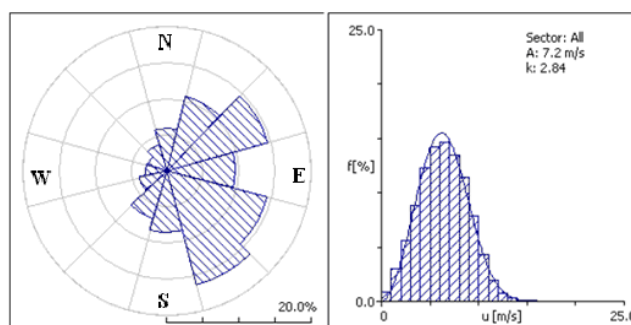 N
W
E
S
20.0%
25.0
Sector: All
A: 7.2 m/s
k: 2.84
f[%]
0.0
0
u [m/s]
25.0